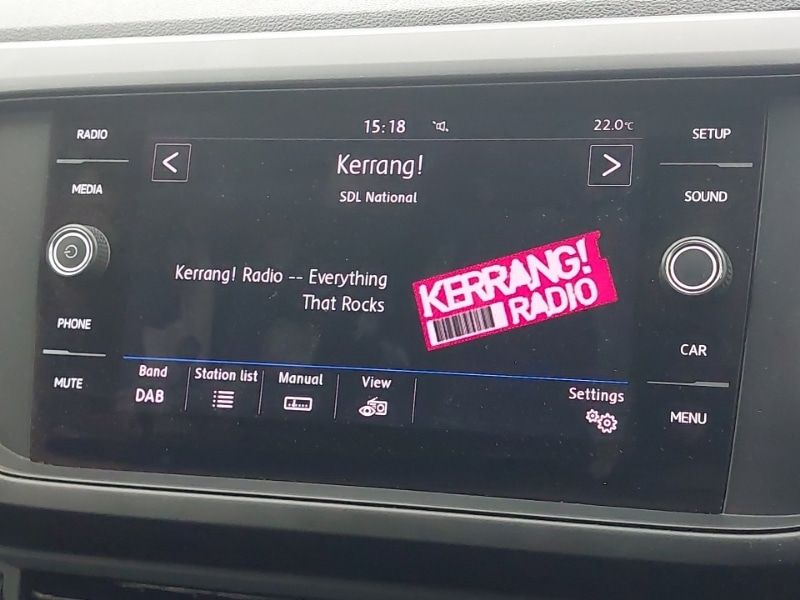 RADIO
MEDIA
PHONE
MUTE
15:18
22.0°C
Kerrang!
SDL National
Kerrang! Radio -- Everything
That Rocks
KERRANG!
RADIO
Band
DAB
Station list
Manual
View
Settings
SETUP
SOUND
CAR
MENU